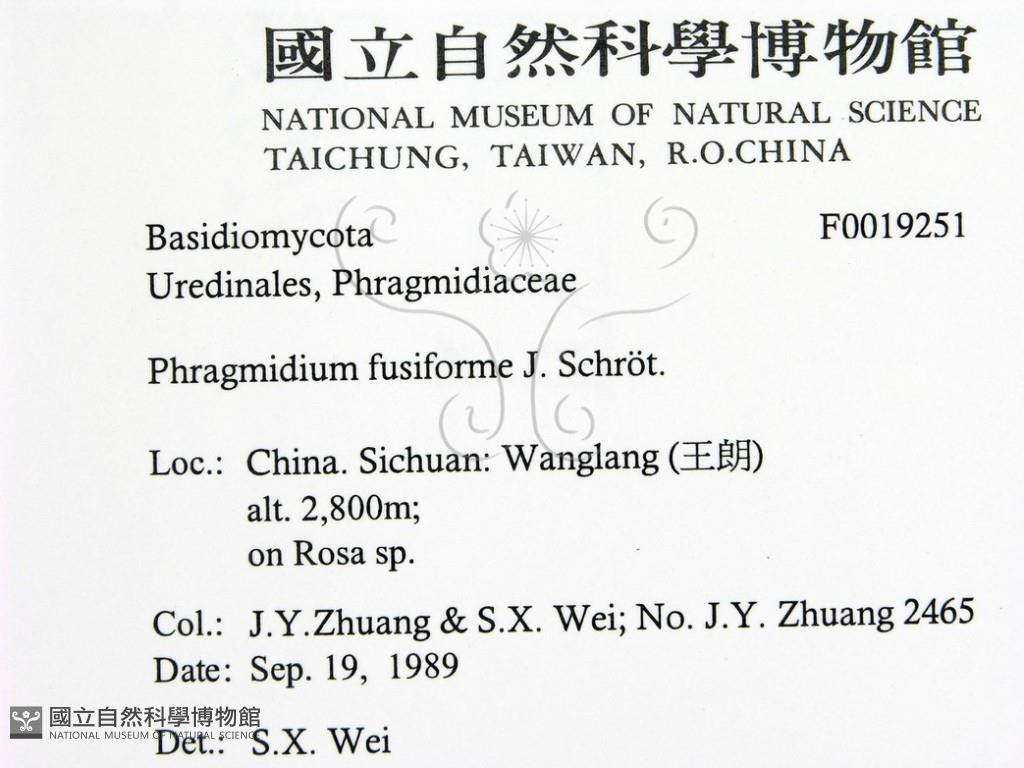 國立自然科學博物館
NATIONAL MUSEUM OF NATURAL SCIENCE
TAICHUNG, TAIWAN, R.O.CHINA
Basidiomycota F0019251
Uredinales, Phragmidiaceae
Phragmidium fusiforme J. Schröt.
Loc.: China. Sichuan: Wanglang (王朗)
alt. 2,800m;
on Rosa sp.
Col.: J.Y.Zhuang & S.X. Wei; No. J.Y. Zhuang 2465
Date: Sep. 19, 1989
Det.: S.X. Wei
國立自然科學博物館
NATIONAL MUSEUM OF NATURAL SCIENCE